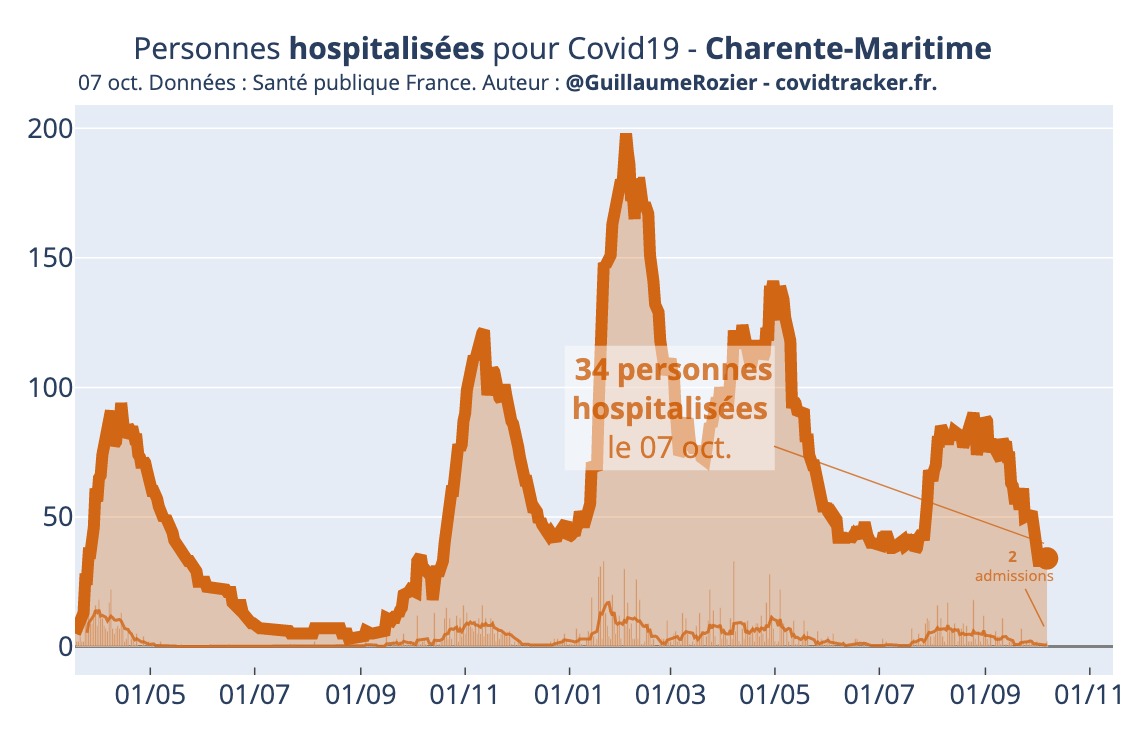 Personnes hospitalisées pour Covid19 - Charente-Maritime
07 oct. Données : Santé publique France. Auteur : @GuillaumeRozier - covidtracker.fr.
200
150
100
50
0
34 personnes
hospitalisées
le 07 oct.
2
admissions
01/05 01/07 01/09 01/11 01/01 01/03 01/05 01/07 01/09 01/11